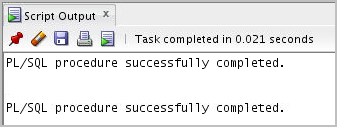 Script Output x
Task completed in 0.021 seconds
PL/SQL procedure successfully completed.
PL/SQL procedure successfully completed.